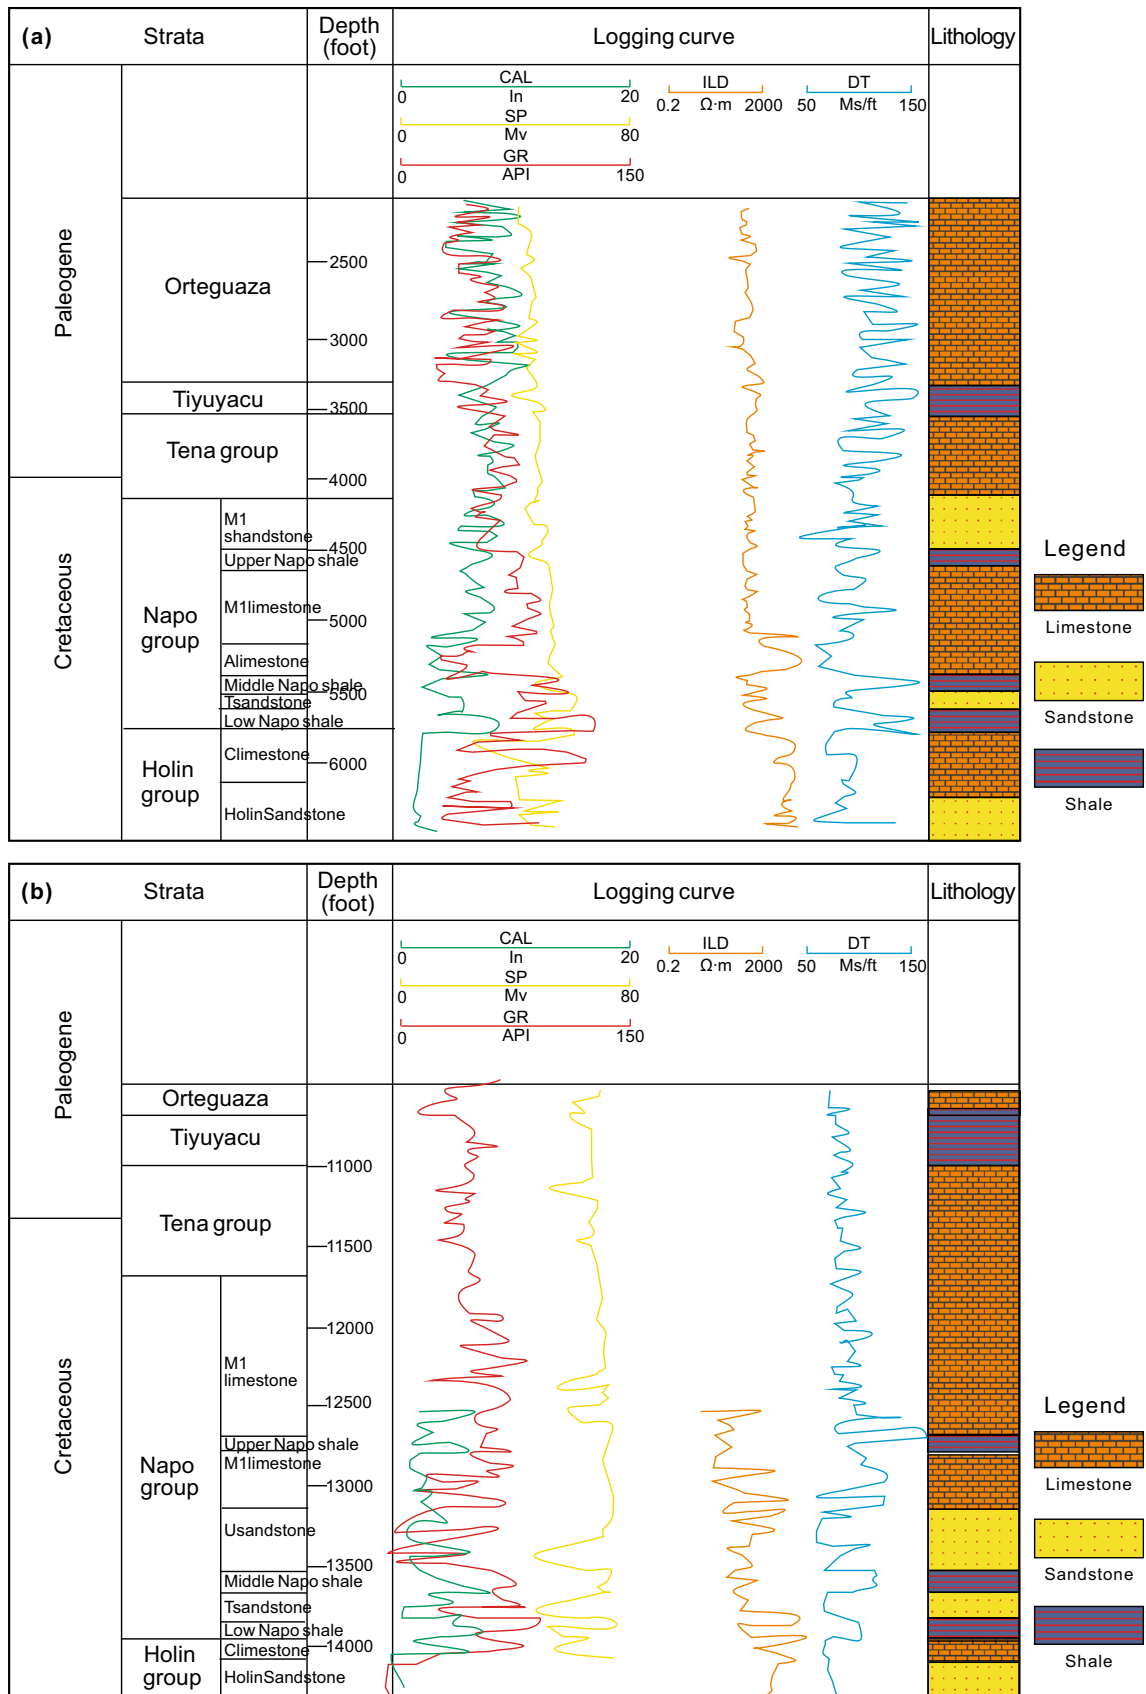 (a)
Strata
Depth
(foot)
Logging curve
Lithology
CAL
0 In 20
SP
0 Mv 80
GR
0 API 150
ILD
0.2 Ω·m 2000
DT
50 Ms/ft 150
Paleogene
Cretaceous
Orteguaza
Tiyuyacu
Tena group
Napo
group
Holin
group
M1
shandstone
Upper Napo shale
M1limestone
Alimestone
Middle Napo shale
Tsandstone
Low Napo shale
Climestone
HolinSandstone
2500
3000
3500
4000
4500
5000
5500
6000
Legend
Limestone
Sandstone
Shale
(b)
Strata
Depth
(foot)
Logging curve
Lithology
CAL
0 In 20
SP
0 Mv 80
GR
0 API 150
ILD
0.2 Ω·m 2000
DT
50 Ms/ft 150
Paleogene
Cretaceous
Orteguaza
Tiyuyacu
Tena group
Napo
group
Holin
group
M1
limestone
Upper Napo shale
M1limestone
Usandstone
Middle Napo shale
Tsandstone
Low Napo shale
Climestone
HolinSandstone
11000
11500
12000
12500
13000
13500
14000
Legend
Limestone
Sandstone
Shale